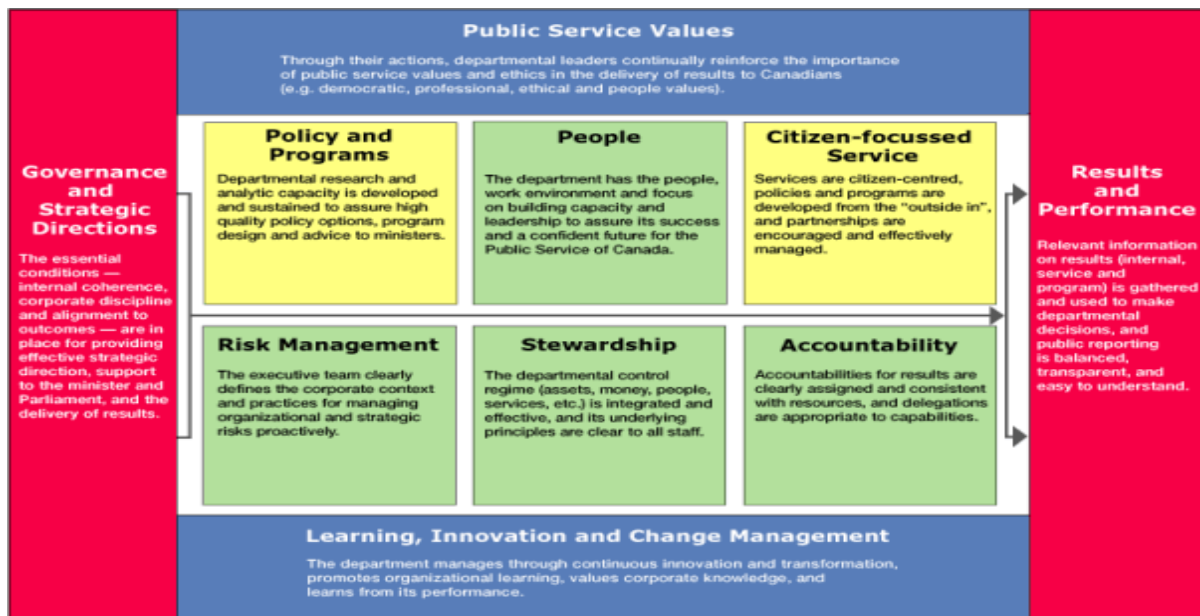 Public Service Values
Through their actions, departmental leaders continually reinforce the importance
of public service values and ethics in the delivery of results to Canadians
(e.g. democratic, professional, ethical and people values).
Governance
and
Strategic
Directions
The essential
conditions —
internal coherence,
corporate discipline
and alignment to
outcomes — are in
place for providing
effective strategic
direction, support
to the minister and
Parliament, and the
delivery of results.
Policy and
Programs
Departmental research and
analytic capacity is developed
and sustained to assure high
quality policy options, program
design and advice to ministers.
People
The department has the people,
work environment and focus
on building capacity and
leadership to assure its success
and a confident future for the
Public Service of Canada.
Citizen-focussed
Service
Services are citizen-centred,
policies and programs are
developed from the “outside in”,
and partnerships are
encouraged and effectively
managed.
Risk Management
The executive team clearly
defines the corporate context
and practices for managing
organizational and strategic
risks proactively.
Stewardship
The departmental control
regime (assets, money, people,
services, etc.) is integrated and
effective, and its underlying
principles are clear to all staff.
Accountability
Accountabilities for results are
clearly assigned and consistent
with resources, and delegations
are appropriate to capabilities.
Results
and
Performance
Relevant information
on results (internal,
service and
program) is gathered
and used to make
departmental
decisions, and
public reporting
is balanced,
transparent, and
easy to understand.
Learning, Innovation and Change Management
The department manages through continuous innovation and transformation,
promotes organizational learning, values corporate knowledge, and
learns from its performance.